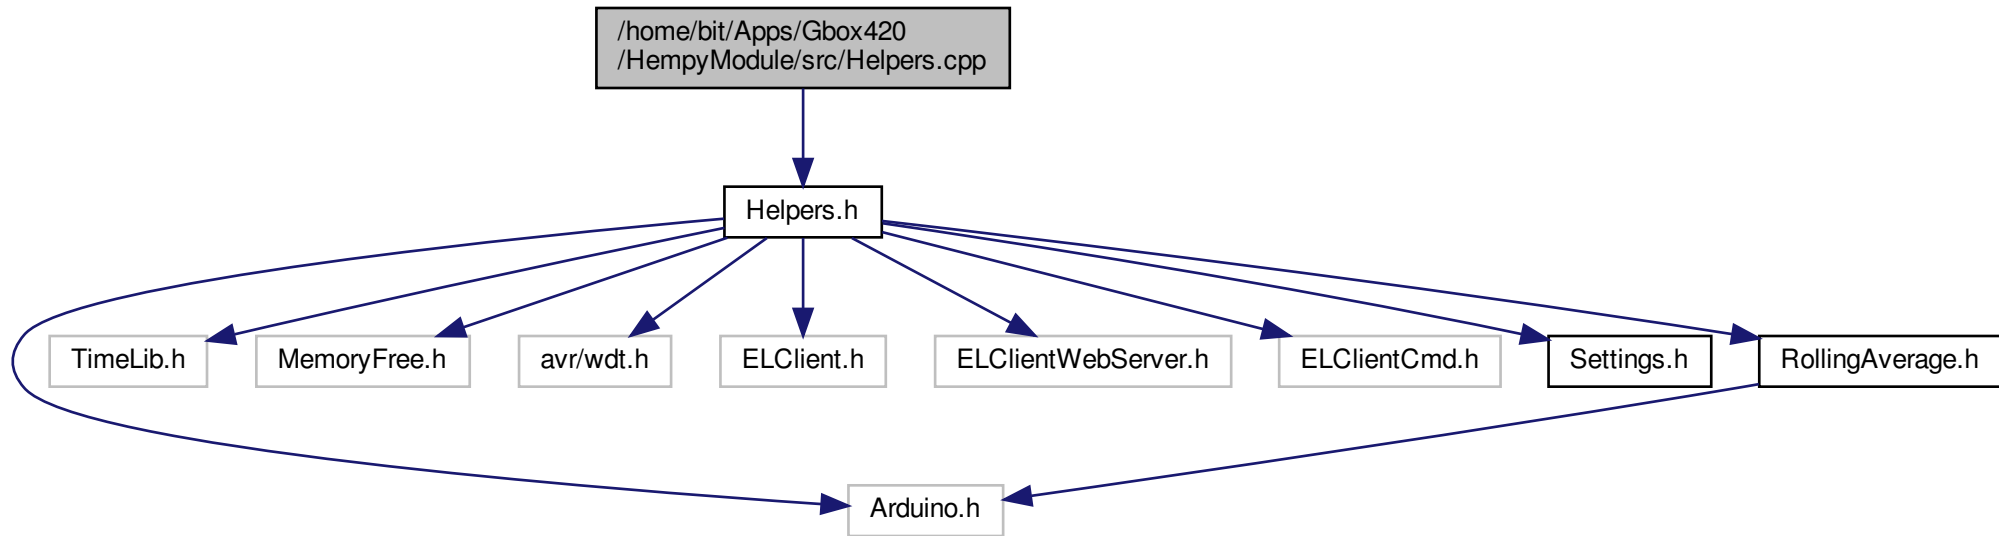 /home/bit/Apps/Gbox420
/HempyModule/src/Helpers.cpp
Helpers.h
TimeLib.h
MemoryFree.h
avr/wdt.h
ELClient.h
ELClientWebServer.h
ELClientCmd.h
Settings.h
RollingAverage.h
Arduino.h